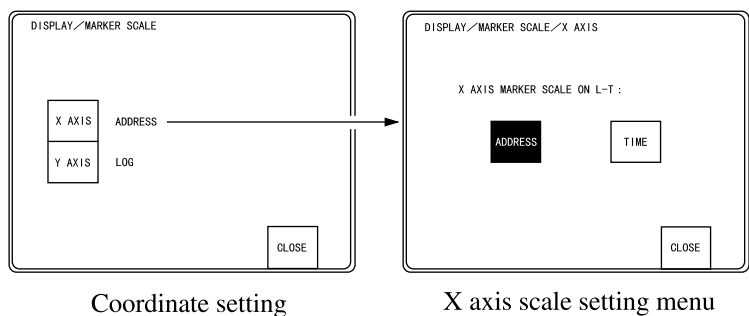 DISPLAY／MARKER SCALE
X AXIS ADDRESS
Y AXIS LOG
CLOSE
Coordinate setting
DISPLAY／MARKER SCALE／X AXIS
X AXIS MARKER SCALE ON L-T :
ADDRESS TIME
CLOSE
X axis scale setting menu